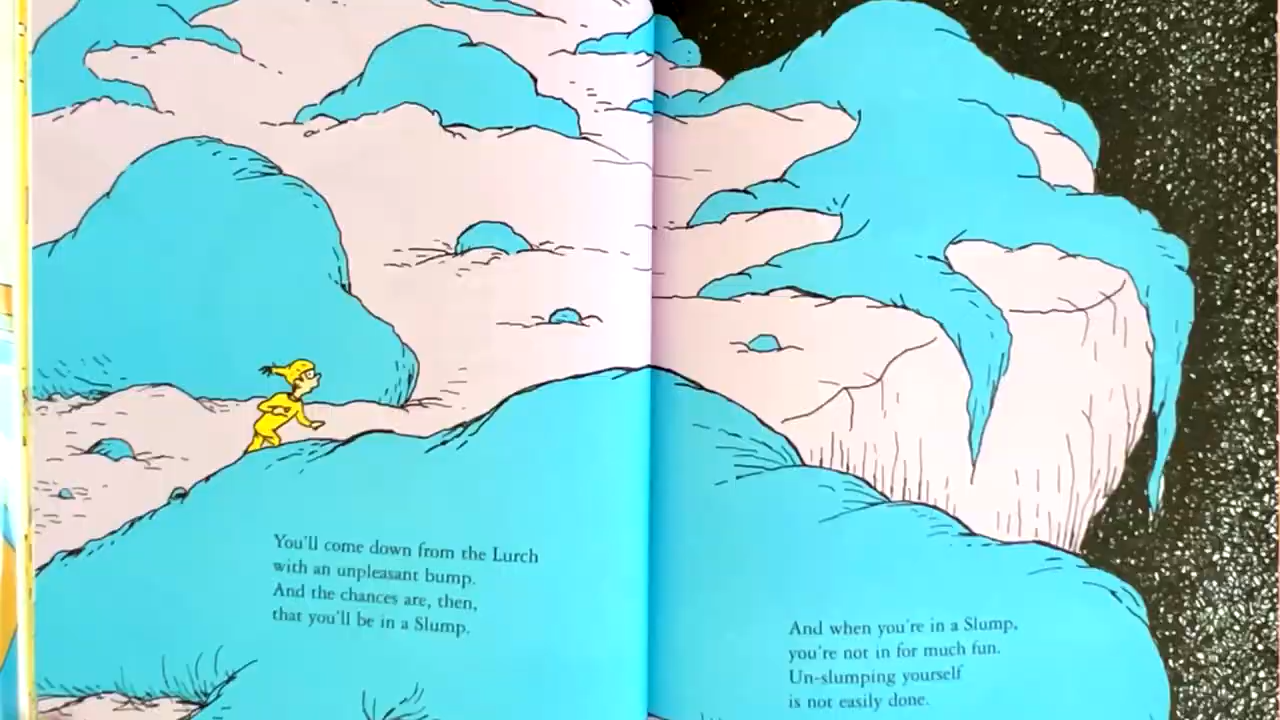 You'll come down from the Lurch
with an unpleasant bump.
And the chances are, then,
that you'll be in a Slump.
And when you're in a Slump,
you're not in for much fun.
Un-slumping yourself
is not easily done.